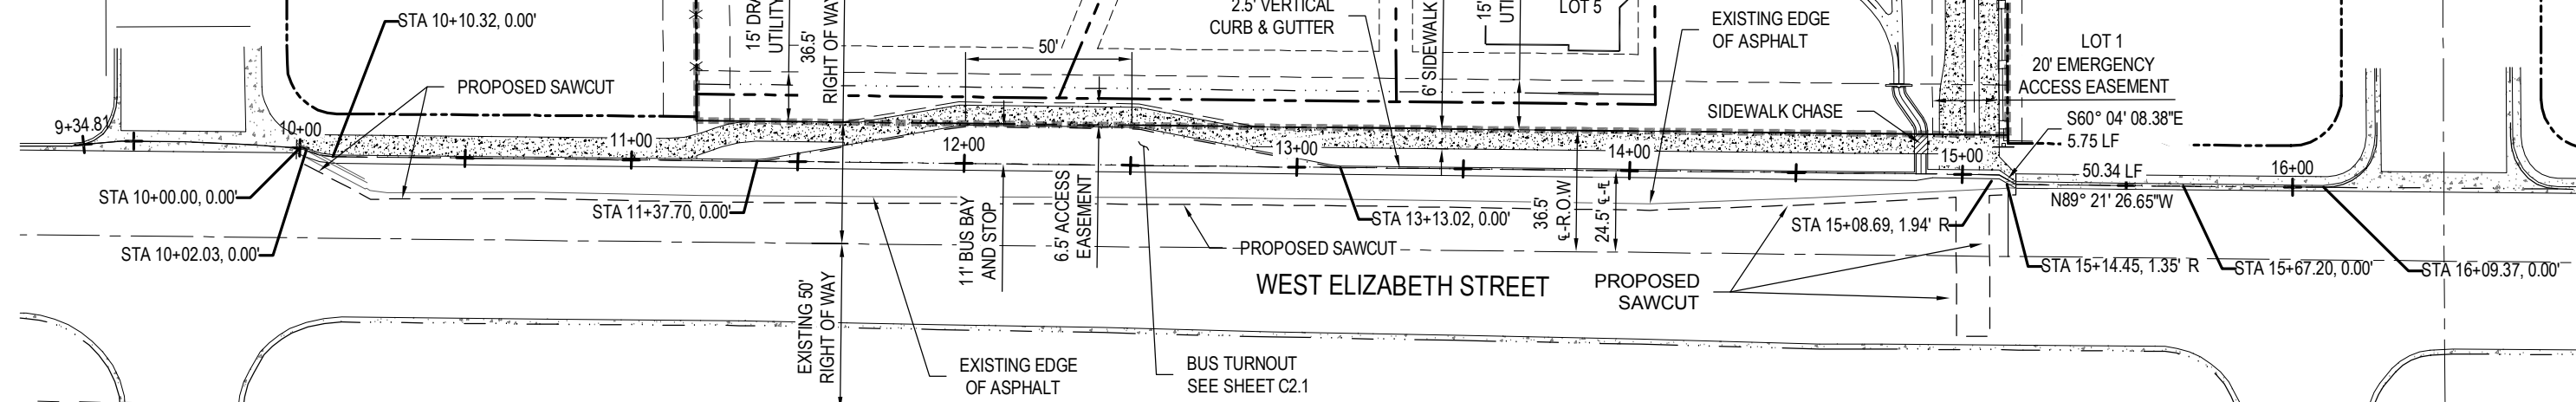 STA 10+10.32, 0.00'
PROPOSED SAWCUT
9+34.81
10+00
11+00
12+00
13+00
14+00
15+00
16+00
STA 10+00.00, 0.00'
STA 10+02.03, 0.00'
STA 11+37.70, 0.00'
15' DRA
UTILITY
36.5'
RIGHT OF WAY
50'
2.5' VERTICAL
CURB & GUTTER
6' SIDEWALK
15'
UTI
LOT 5
EXISTING EDGE
OF ASPHALT
SIDEWALK CHASE
LOT 1
20' EMERGENCY
ACCESS EASEMENT
S60° 04' 08.38"E
5.75 LF
50.34 LF
N89° 21' 26.65"W
11' BUS BAY
AND STOP
6.5' ACCESS
EASEMENT
STA 13+13.02, 0.00'
PROPOSED SAWCUT
36.5'
℄-R.O.W
24.5' ℄-℄
STA 15+08.69, 1.94' R
STA 15+14.45, 1.35' R
STA 15+67.20, 0.00'
STA 16+09.37, 0.00'
WEST ELIZABETH STREET
PROPOSED
SAWCUT
EXISTING 50'
RIGHT OF WAY
EXISTING EDGE
OF ASPHALT
BUS TURNOUT
SEE SHEET C2.1